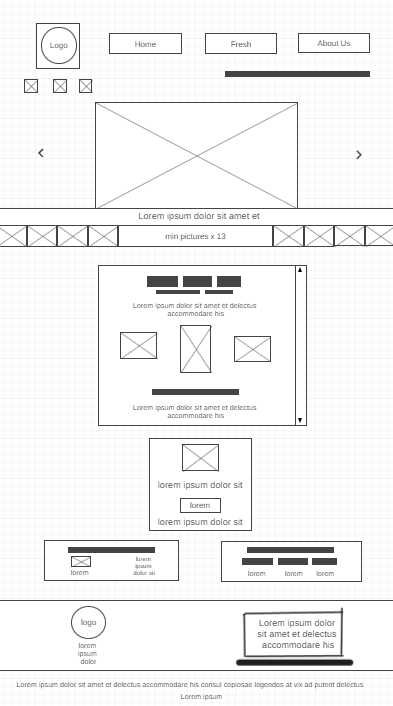 Logo
Home
Fresh
About Us
Lorem ipsum dolor sit amet et
min pictures x 13
Lorem ipsum dolor sit amet et delectus
accommodare his
Lorem ipsum dolor sit amet et delectus
accommodare his
lorem ipsum dolor sit
lorem
lorem ipsum dolor sit
lorem
lorem
ipsum
dolor sit
lorem
lorem
lorem
logo
lorem
ipsum
dolor
Lorem ipsum dolor
sit amet et delectus
accommodare his
Lorem ipsum dolor sit amet et delectus accommodare his consul copiosae legendos at vix ad putent delectus
Lorem ipsum